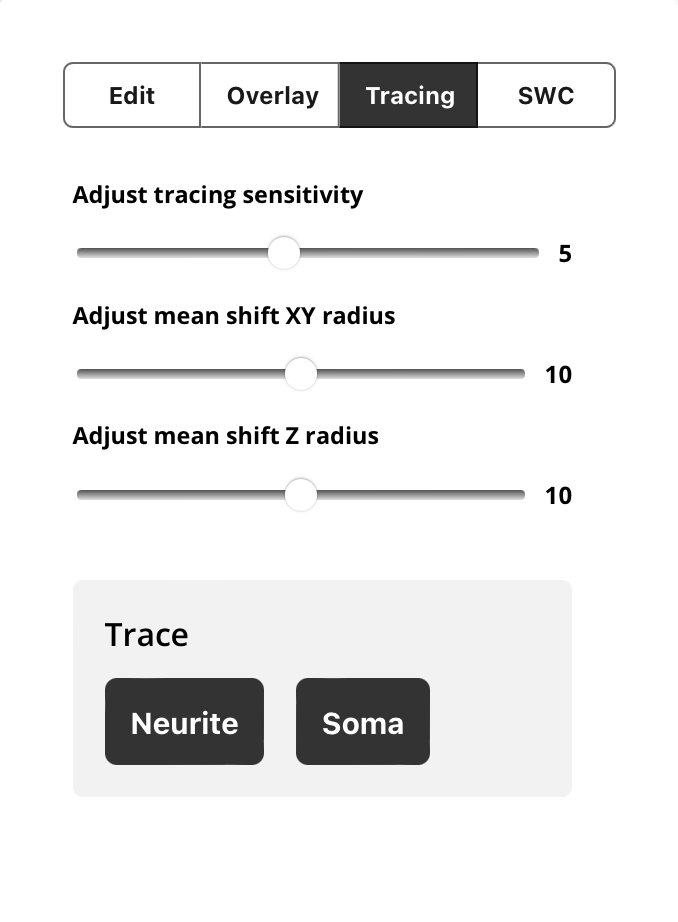 Edit Overlay Tracing SWC
Adjust tracing sensitivity
5
Adjust mean shift XY radius
10
Adjust mean shift Z radius
10
Trace
Neurite Soma